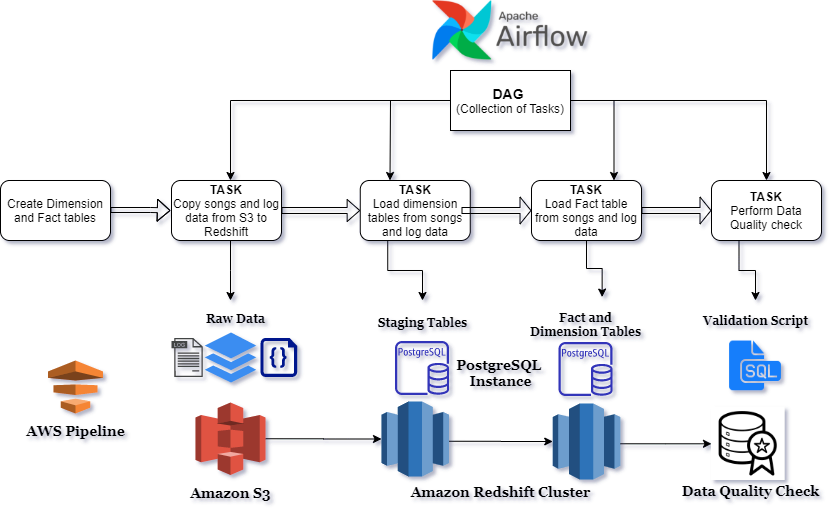 Apache
Airflow
DAG
(Collection of Tasks)
Create Dimension
and Fact tables
TASK
Copy songs and log
data from S3 to
Redshift
TASK
Load dimension
tables from songs
and log data
TASK
Load Fact table
from songs and log
data
TASK
Perform Data
Quality check
Raw Data
Staging Tables
Fact and
Dimension Tables
Validation Script
LOG
{}
PostgreSQL
PostgreSQL
Instance
PostgreSQL
SQL
AWS Pipeline
Amazon S3
Amazon Redshift Cluster
Data Quality Check